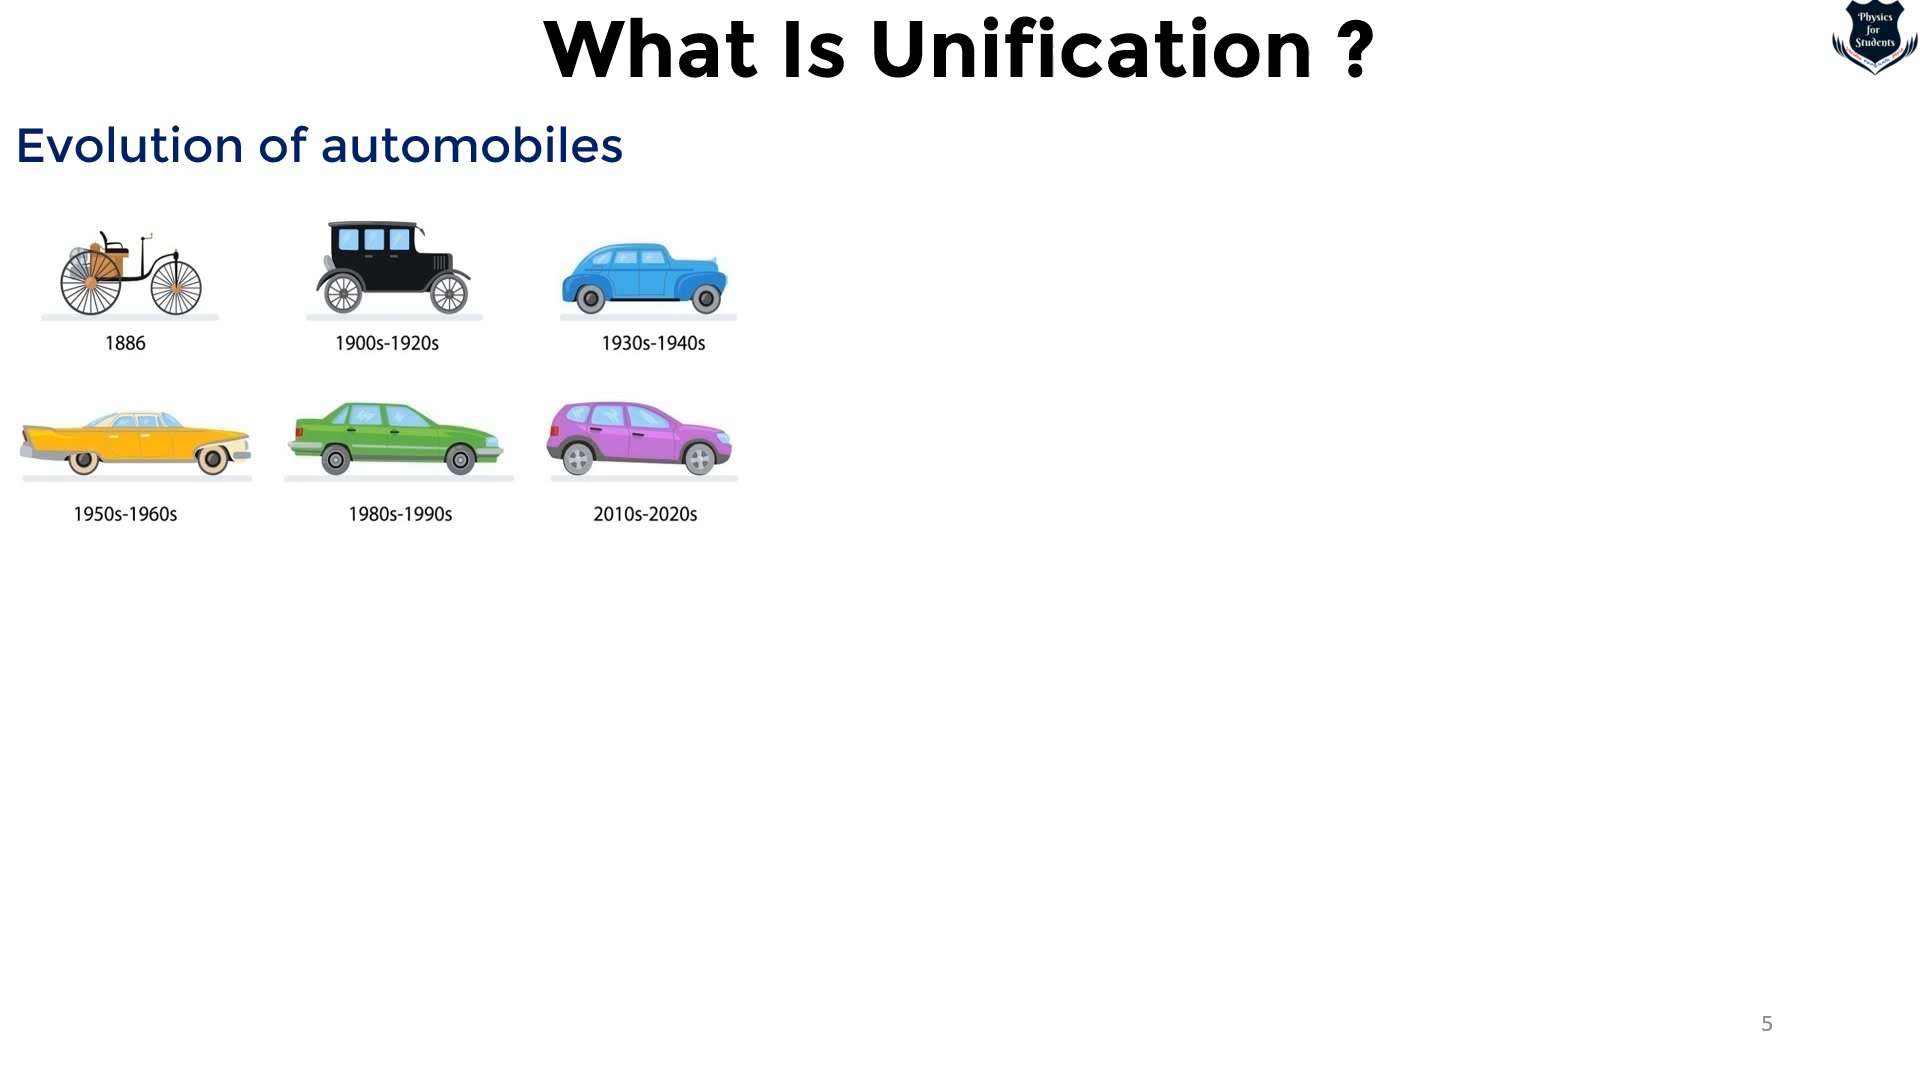 What Is Unification ?
Physics
for
Students
Evolution of automobiles
1886
1900s-1920s
1930s-1940s
1950s-1960s
1980s-1990s
2010s-2020s
5